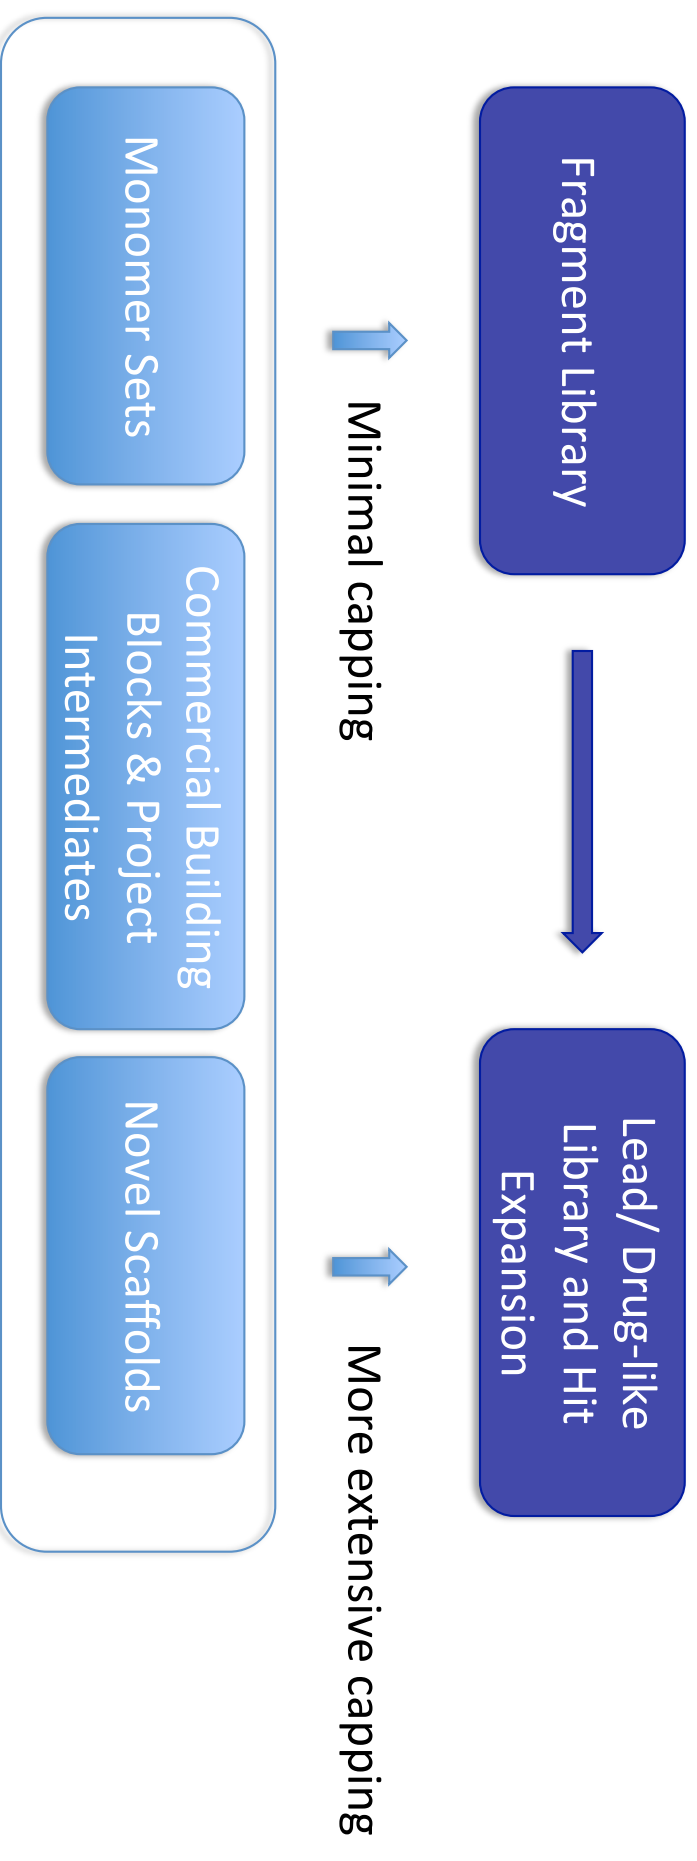 Fragment Library
Lead/ Drug-like
Library and Hit
Expansion
Minimal capping
More extensive capping
Monomer Sets
Commercial Building
Blocks & Project
Intermediates
Novel Scaffolds